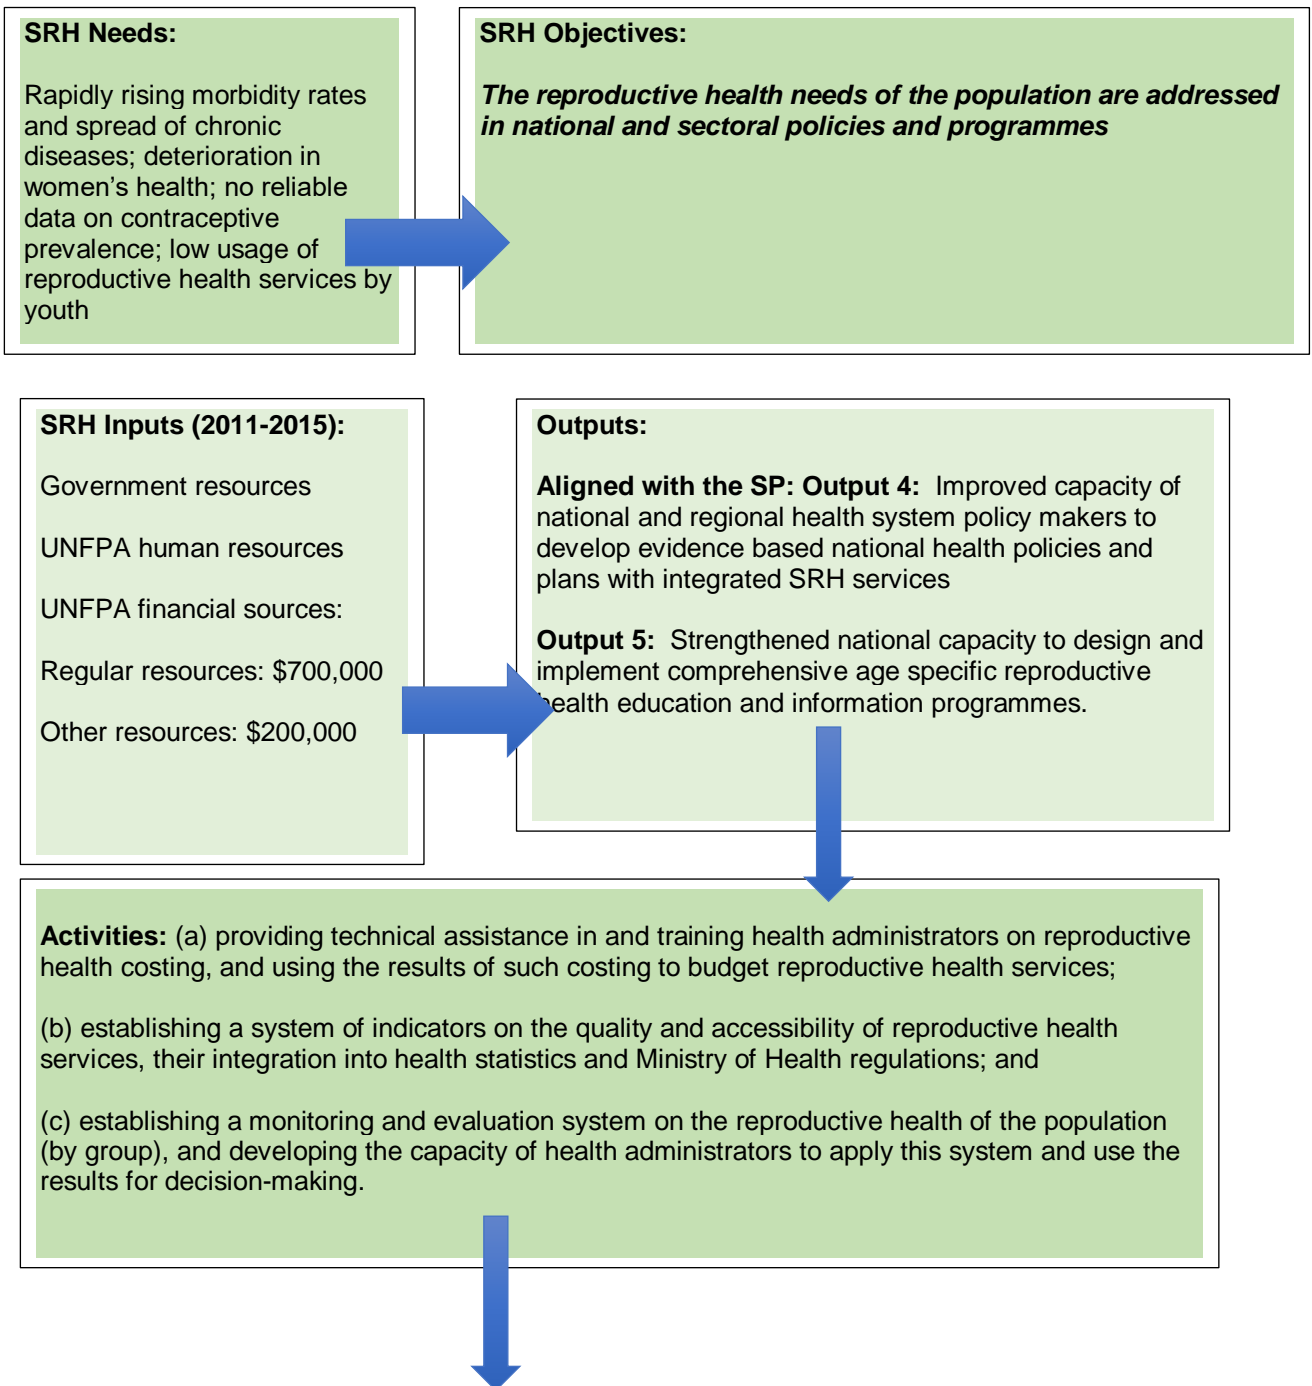 SRH Needs:
Rapidly rising morbidity rates
and spread of chronic
diseases; deterioration in
women’s health; no reliable
data on contraceptive
prevalence; low usage of
reproductive health services by
youth
SRH Objectives:
The reproductive health needs of the population are addressed
in national and sectoral policies and programmes
SRH Inputs (2011-2015):
Government resources
UNFPA human resources
UNFPA financial sources:
Regular resources: $700,000
Other resources: $200,000
Outputs:
Aligned with the SP: Output 4: Improved capacity of
national and regional health system policy makers to
develop evidence based national health policies and
plans with integrated SRH services
Output 5: Strengthened national capacity to design and
implement comprehensive age specific reproductive
health education and information programmes.
Activities: (a) providing technical assistance in and training health administrators on reproductive
health costing, and using the results of such costing to budget reproductive health services;
(b) establishing a system of indicators on the quality and accessibility of reproductive health
services, their integration into health statistics and Ministry of Health regulations; and
(c) establishing a monitoring and evaluation system on the reproductive health of the population
(by group), and developing the capacity of health administrators to apply this system and use the
results for decision-making.